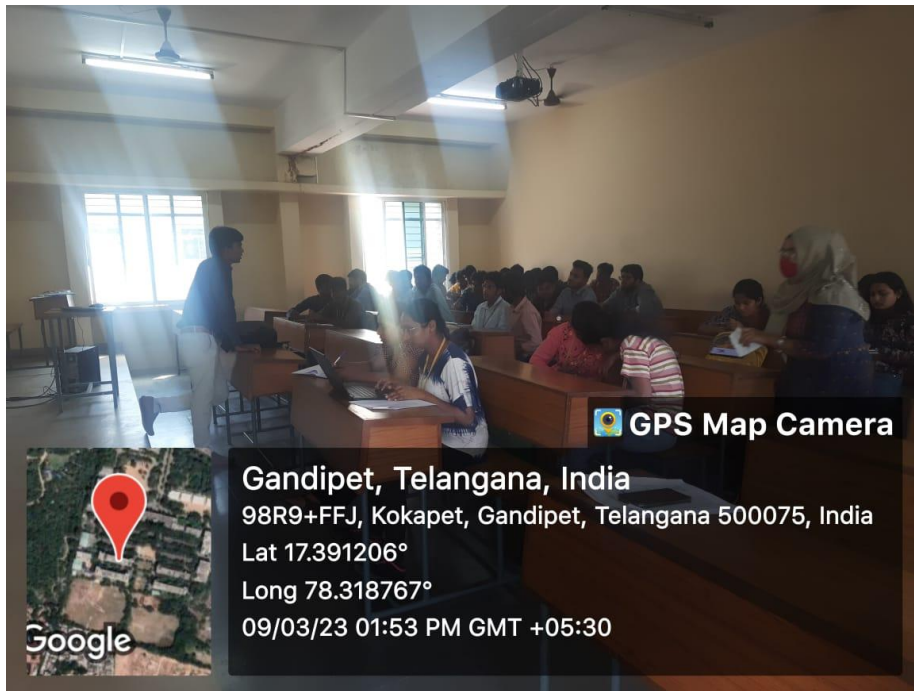 GPS Map Camera
Gandipet, Telangana, India
98R9+FFJ, Kokapet, Gandipet, Telangana 500075, India
Lat 17.391206°
Long 78.318767°
09/03/23 01:53 PM GMT +05:30
Google